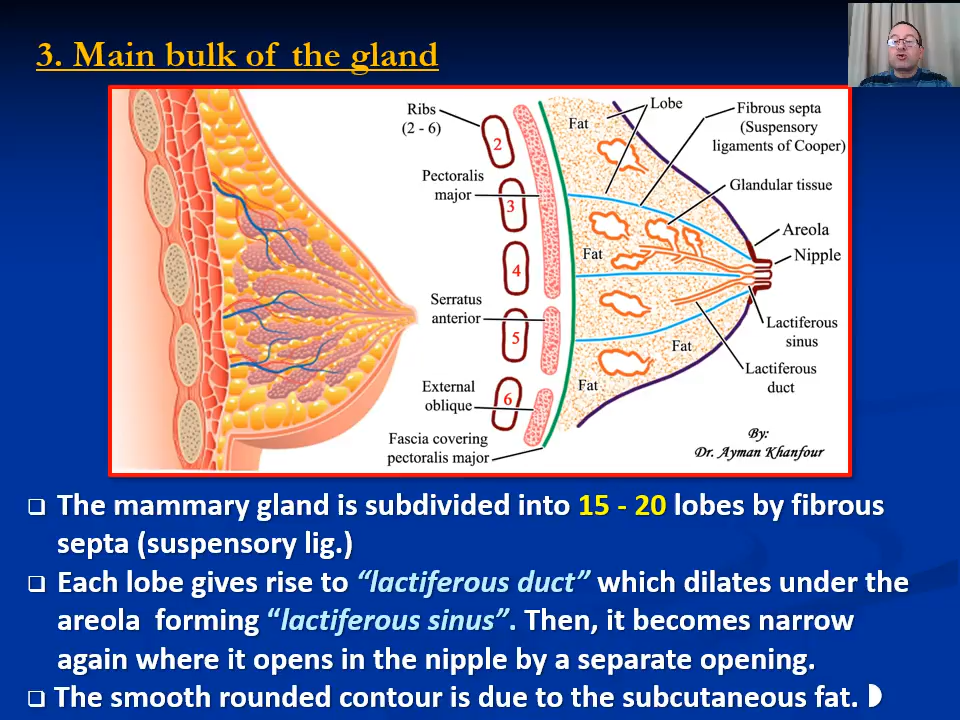 3. Main bulk of the gland
Ribs
(2 - 6)
Pectoralis
major
Serratus
anterior
External
oblique
Fascia covering
pectoralis major
2
3
4
5
6
Fat
Lobe
Fibrous septa
(Suspensory
ligaments of Cooper)
Glandular tissue
Areola
Nipple
Fat
Lactiferous
sinus
Lactiferous
duct
Fat
Fat
By:
Dr. Ayman Khanfour
The mammary gland is subdivided into 15 - 20 lobes by fibrous
septa (suspensory lig.)
Each lobe gives rise to “lactiferous duct” which dilates under the
areola forming “lactiferous sinus”. Then, it becomes narrow
again where it opens in the nipple by a separate opening.
The smooth rounded contour is due to the subcutaneous fat.